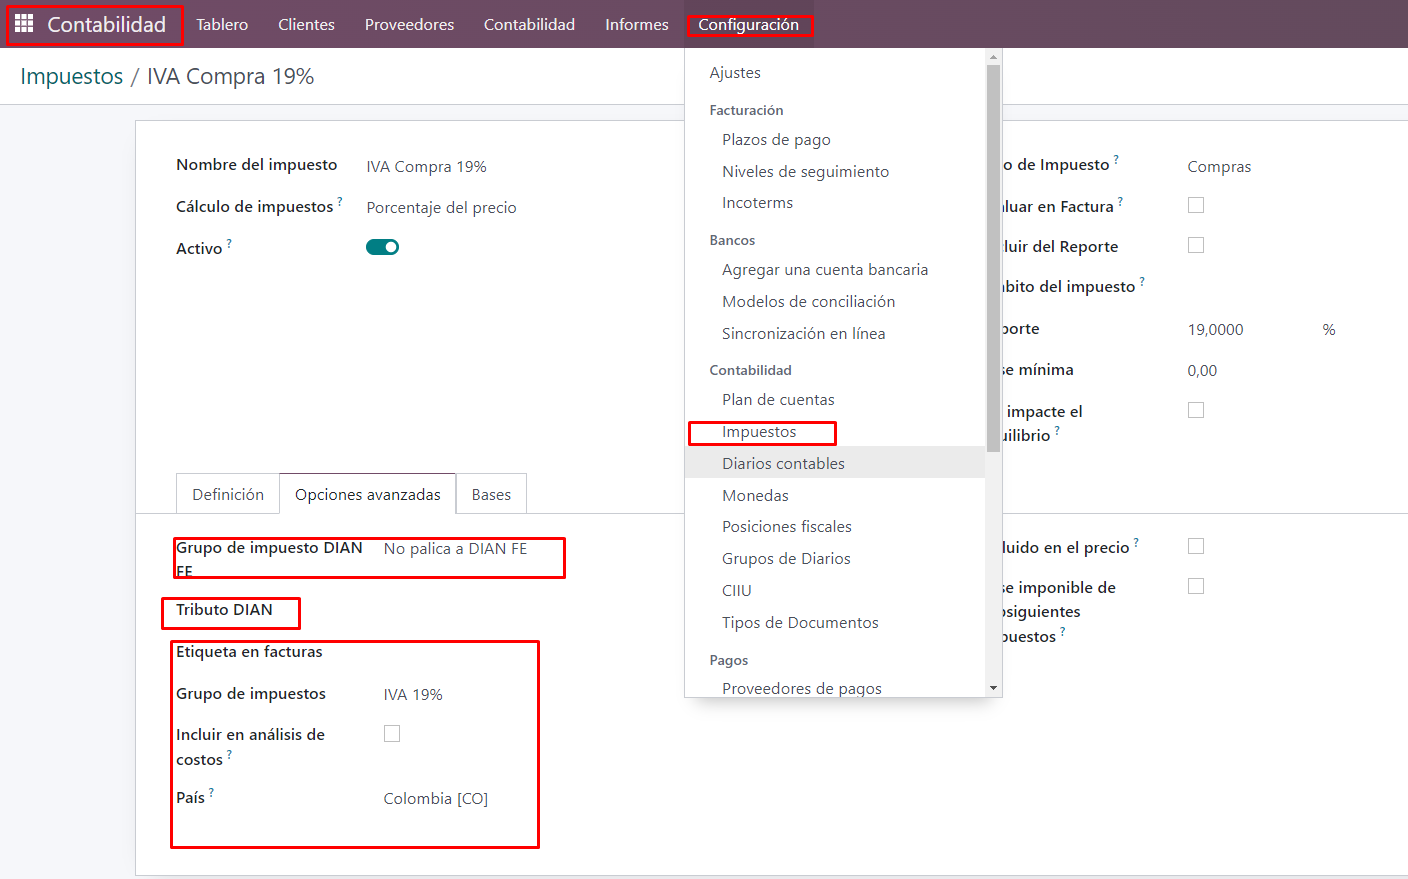 Contabilidad Tablero Clientes Proveedores Contabilidad Informes Configuración
Impuestos / IVA Compra 19%
Ajustes
Facturación
Plazos de pago
Niveles de seguimiento
Incoterms
Bancos
Agregar una cuenta bancaria
Modelos de conciliación
Sincronización en línea
Contabilidad
Plan de cuentas
Impuestos
Diarios contables
Monedas
Posiciones fiscales
Grupos de Diarios
CIIU
Tipos de Documentos
Pagos
Proveedores de pagos
Nombre del impuesto IVA Compra 19%
Cálculo de impuestos ? Porcentaje del precio
Activo ?
o de Impuesto ? Compras
luar en Factura ?
luir del Reporte
bito del impuesto ?
porte 19,0000 %
se mínima 0,00
impacte el
uilibrio ?
Definición Opciones avanzadas Bases
Grupo de impuesto DIAN No palica a DIAN FE
FE
Tributo DIAN
Etiqueta en facturas
Grupo de impuestos IVA 19%
Incluir en análisis de
costos ?
País ? Colombia [CO]
luido en el precio ?
se imponible de
siguientes
puestos ?